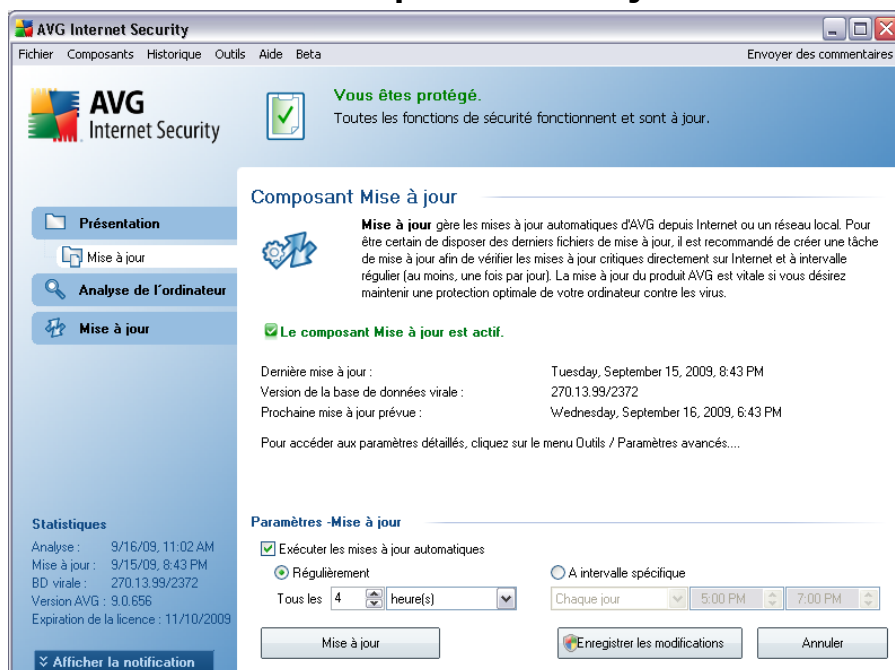 AVG Internet Security
Fichier Composants Historique Outils Aide Beta Envoyer des commentaires
AVG
Internet Security
Vous êtes protégé.
Toutes les fonctions de sécurité fonctionnent et sont à jour.
Présentation
Mise à jour
Analyse de l'ordinateur
Mise à jour
Composant Mise à jour
Mise à jour gère les mises à jour automatiques d'AVG depuis Internet ou un réseau local. Pour
être certain de disposer des derniers fichiers de mise à jour, il est recommandé de créer une tâche
de mise à jour afin de vérifier les mises à jour critiques directement sur Internet et à intervalle
régulier (au moins, une fois par jour). La mise à jour du produit AVG est vitale si vous désirez
maintenir une protection optimale de votre ordinateur contre les virus.
Le composant Mise à jour est actif.
Dernière mise à jour : Tuesday, September 15, 2009, 8:43 PM
Version de la base de données virale : 270.13.99/2372
Prochaine mise à jour prévue : Wednesday, September 16, 2009, 6:43 PM
Pour accéder aux paramètres détaillés, cliquez sur le menu Outils / Paramètres avancés....
Statistiques
Analyse : 9/16/09, 11:02 AM
Mise à jour : 9/15/09, 8:43 PM
BD virale : 270.13.99/2372
Version AVG : 9.0.656
Expiration de la licence : 11/10/2009
Afficher la notification
Paramètres -Mise à jour
Exécuter les mises à jour automatiques
Régulièrement A intervalle spécifique
Tous les 4 heure(s) Chaque jour 5:00 PM 7:00 PM
Mise à jour Enregistrer les modifications Annuler